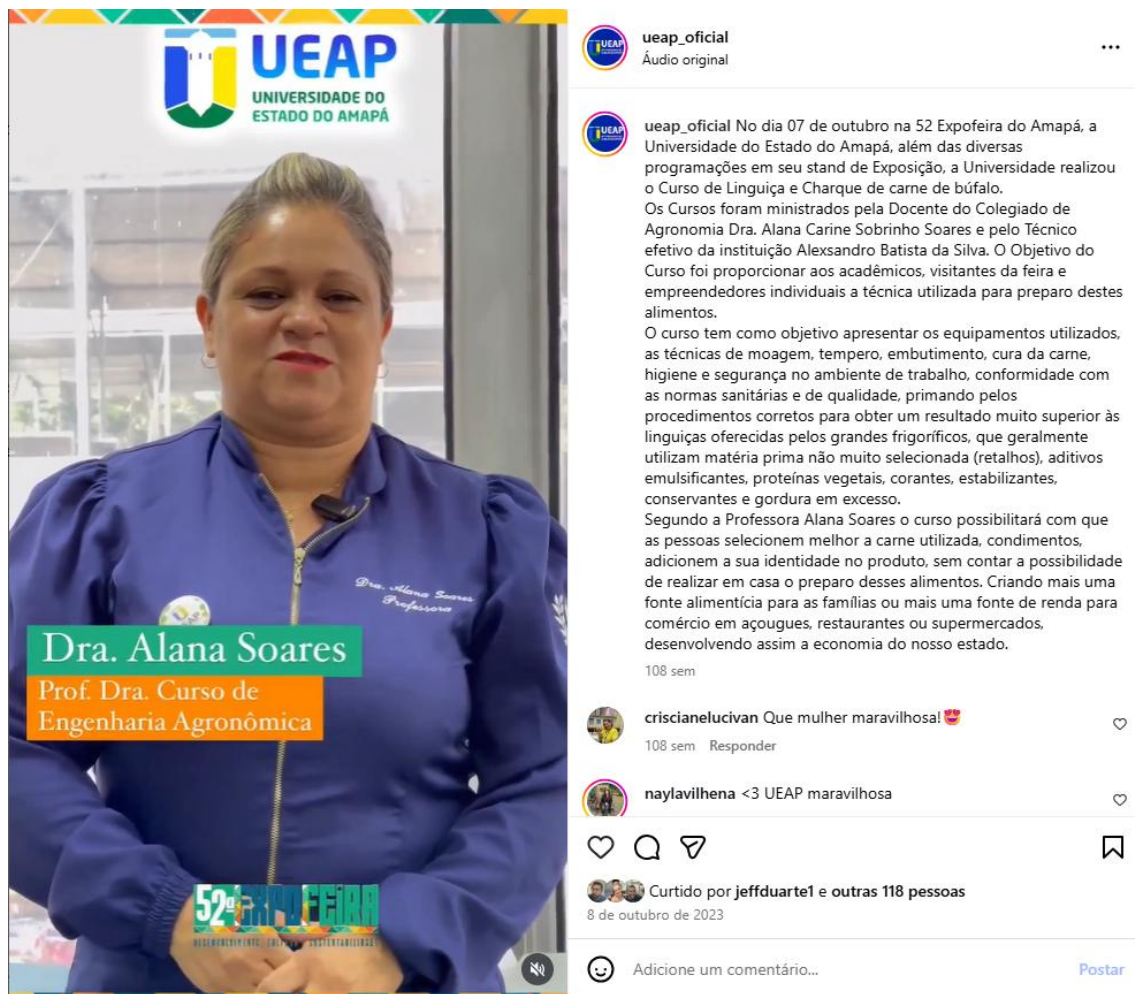 UEAP
UNIVERSIDADE DO
ESTADO DO AMAPÁ
Dra. Alana Soares
Professora
Dra. Alana Soares
Prof. Dra. Curso de
Engenharia Agronômica
52ª EXPOFEIRA
DESENVOLVIMENTO, CULTURA E SUSTENTABILIDADE
ueap_oficial
Áudio original
ueap_oficial No dia 07 de outubro na 52 Expofeira do Amapá, a
Universidade do Estado do Amapá, além das diversas
programações em seu stand de Exposição, a Universidade realizou
o Curso de Linguiça e Charque de carne de búfalo.
Os Cursos foram ministrados pela Docente do Colegiado de
Agronomia Dra. Alana Carine Sobrinho Soares e pelo Técnico
efetivo da instituição Alexsandro Batista da Silva. O Objetivo do
Curso foi proporcionar aos acadêmicos, visitantes da feira e
empreendedores individuais a técnica utilizada para preparo destes
alimentos.
O curso tem como objetivo apresentar os equipamentos utilizados,
as técnicas de moagem, tempero, embutimento, cura da carne,
higiene e segurança no ambiente de trabalho, conformidade com
as normas sanitárias e de qualidade, primando pelos
procedimentos corretos para obter um resultado muito superior às
linguiças oferecidas pelos grandes frigoríficos, que geralmente
utilizam matéria prima não muito selecionada (retalhos), aditivos
emulsificantes, proteínas vegetais, corantes, estabilizantes,
conservantes e gordura em excesso.
Segundo a Professora Alana Soares o curso possibilitará com que
as pessoas selecionem melhor a carne utilizada, condimentos,
adicionem a sua identidade no produto, sem contar a possibilidade
de realizar em casa o preparo desses alimentos. Criando mais uma
fonte alimentícia para as famílias ou mais uma fonte de renda para
comércio em açougues, restaurantes ou supermercados,
desenvolvendo assim a economia do nosso estado.
108 sem
criscianelucivan Que mulher maravilhosa!😍
108 sem Responder
naylavilhena <3 UEAP maravilhosa
Curtido por jeffduarte1 e outras 118 pessoas
8 de outubro de 2023
Adicione um comentário...
Postar